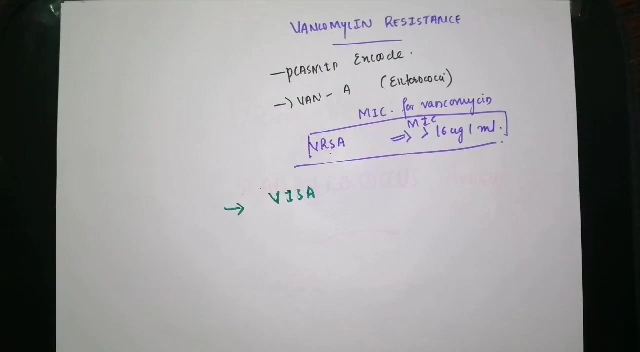 VANCOMYCIN RESISTANCE
– PLASMID Encode.
→ VAN - A (Enterococci)
MIC. for vancomycin
MIC
VRSA ⇒ > 16 ug / ml.
→ VISA